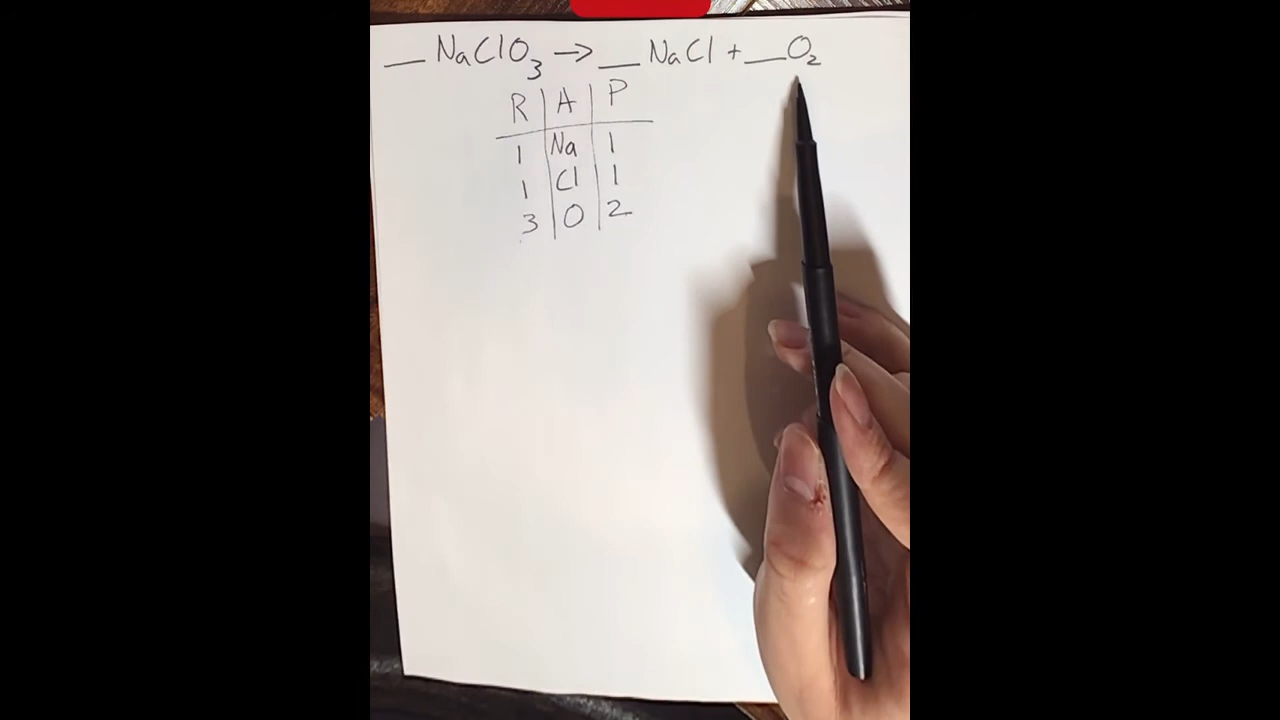 __ NaClO₃ → __ NaCl + __ O₂
R | A | P
1 | Na | 1
1 | Cl | 1
3 | O | 2